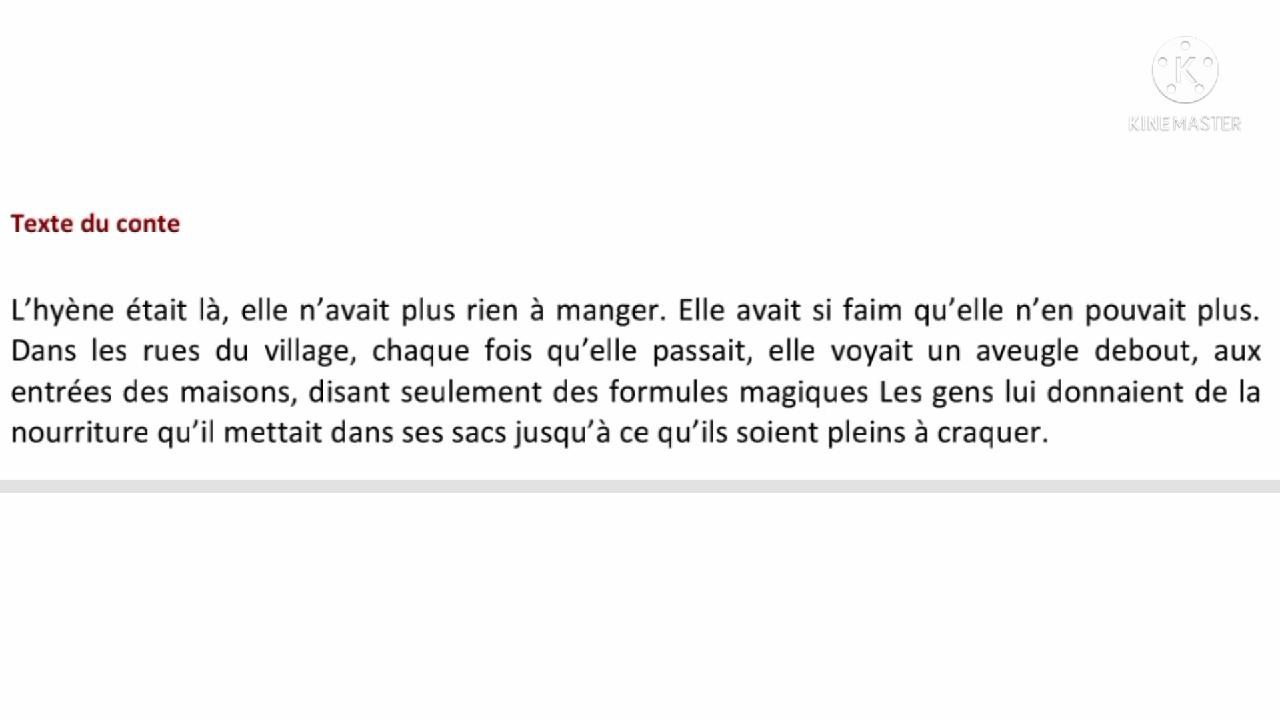 KINEMASTER
Texte du conte
L'hyène était là, elle n'avait plus rien à manger. Elle avait si faim qu'elle n'en pouvait plus.
Dans les rues du village, chaque fois qu'elle passait, elle voyait un aveugle debout, aux
entrées des maisons, disant seulement des formules magiques Les gens lui donnaient de la
nourriture qu'il mettait dans ses sacs jusqu'à ce qu'ils soient pleins à craquer.